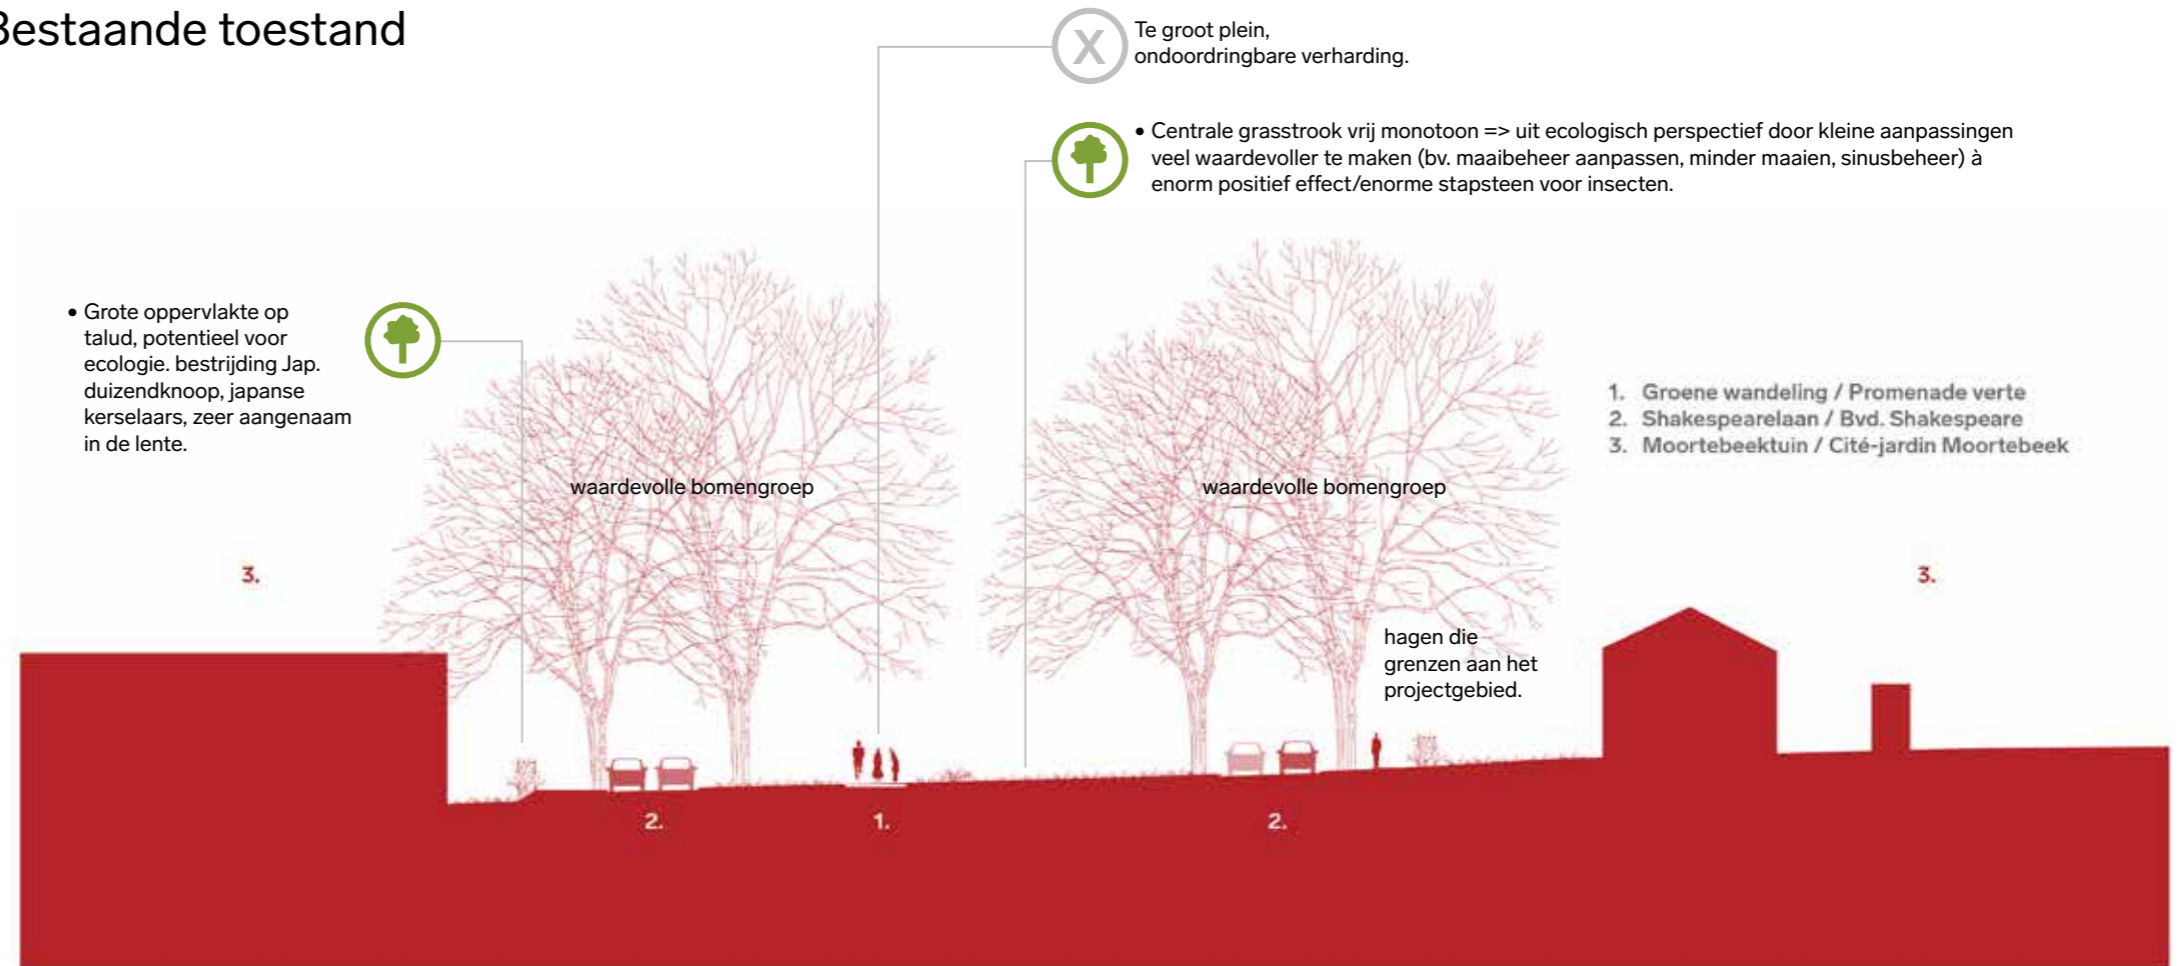 Bestaande toestand
X
Te groot plein,
ondoordringbare verharding.
• Centrale grasstrook vrij monotoon => uit ecologisch perspectief door kleine aanpassingen
veel waardevoller te maken (bv. maaibeheer aanpassen, minder maaien, sinusbeheer) à
enorm positief effect/enorme stapsteen voor insecten.
• Grote oppervlakte op
talud, potentieel voor
ecologie. bestrijding Jap.
duizendknoop, japanse
kerselaars, zeer aangenaam
in de lente.
1. Groene wandeling / Promenade verte
2. Shakespearelaan / Bvd. Shakespeare
3. Moortebeektuin / Cité-jardin Moortebeek
waardevolle bomengroep
waardevolle bomengroep
3.
3.
hagen die
grenzen aan het
projectgebied.
2.
1.
2.